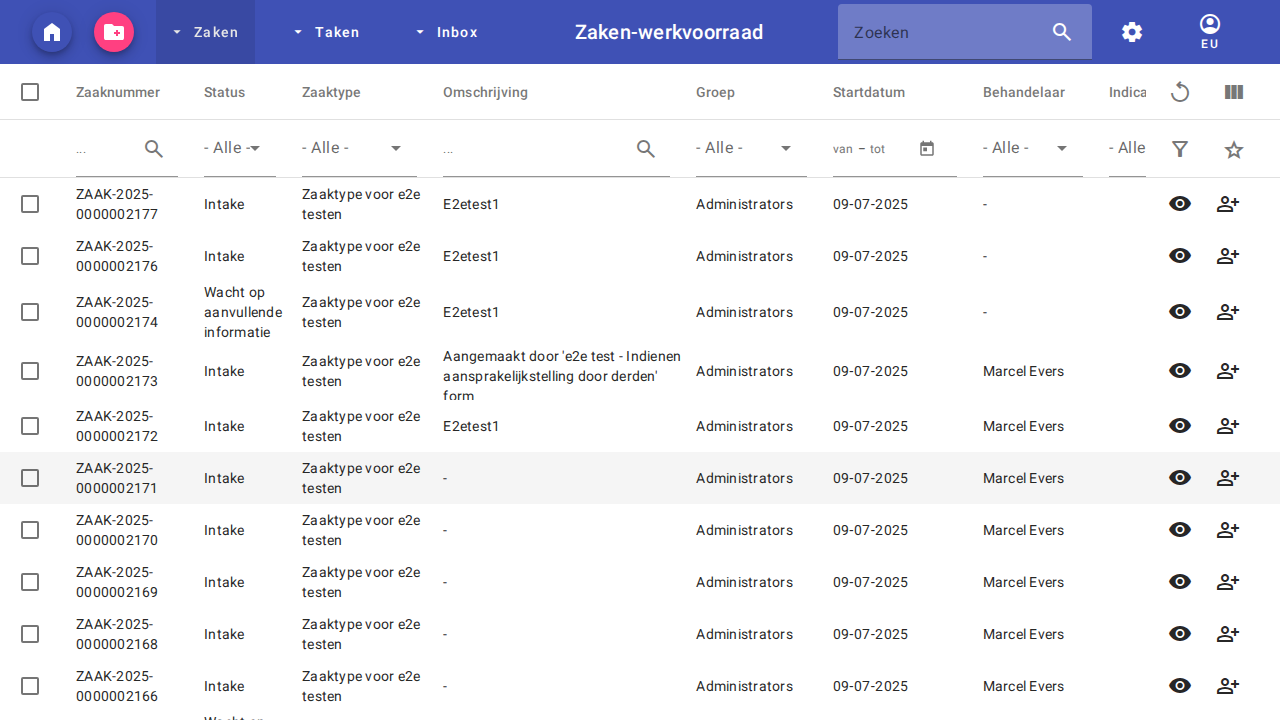 Zaken
Taken
Inbox
Zaken-werkvoorraad
Zoeken
EU
Zaaknummer Status Zaaktype Omschrijving Groep Startdatum Behandelaar Indica
... - Alle - - Alle - ... - Alle - van – tot - Alle - - Alle
ZAAK-2025-
0000002177
Intake
Zaaktype voor e2e
testen
E2etest1
Administrators
09-07-2025
-
ZAAK-2025-
0000002176
Intake
Zaaktype voor e2e
testen
E2etest1
Administrators
09-07-2025
-
ZAAK-2025-
0000002174
Wacht op
aanvullende
informatie
Zaaktype voor e2e
testen
E2etest1
Administrators
09-07-2025
-
ZAAK-2025-
0000002173
Intake
Zaaktype voor e2e
testen
Aangemaakt door 'e2e test - Indienen
aansprakelijkstelling door derden'
form
Administrators
09-07-2025
Marcel Evers
ZAAK-2025-
0000002172
Intake
Zaaktype voor e2e
testen
E2etest1
Administrators
09-07-2025
Marcel Evers
ZAAK-2025-
0000002171
Intake
Zaaktype voor e2e
testen
-
Administrators
09-07-2025
Marcel Evers
ZAAK-2025-
0000002170
Intake
Zaaktype voor e2e
testen
-
Administrators
09-07-2025
Marcel Evers
ZAAK-2025-
0000002169
Intake
Zaaktype voor e2e
testen
-
Administrators
09-07-2025
Marcel Evers
ZAAK-2025-
0000002168
Intake
Zaaktype voor e2e
testen
-
Administrators
09-07-2025
Marcel Evers
ZAAK-2025-
0000002166
Intake
Zaaktype voor e2e
testen
-
Administrators
09-07-2025
Marcel Evers